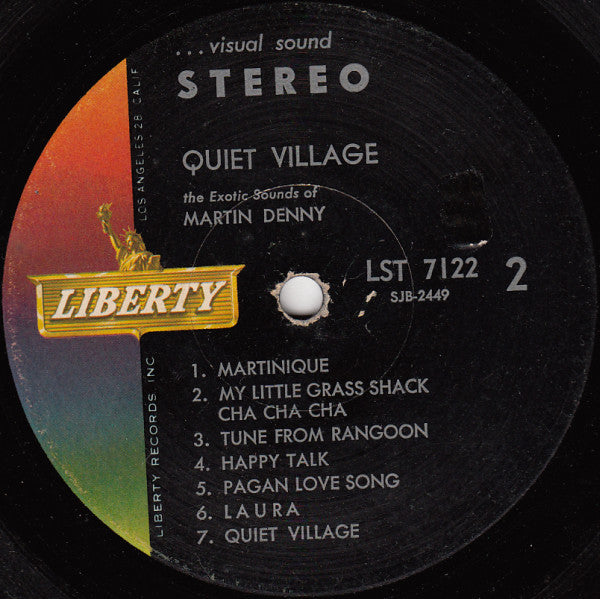 ...visual sound
STEREO
QUIET VILLAGE
the Exotic Sounds of
MARTIN DENNY
LST 7122 2
SJB-2449
LIBERTY
1. MARTINIQUE
2. MY LITTLE GRASS SHACK
CHA CHA CHA
3. TUNE FROM RANGOON
4. HAPPY TALK
5. PAGAN LOVE SONG
6. LAURA
7. QUIET VILLAGE
LIBERTY RECORDS, INC.
LOS ANGELES 28, CALIF.